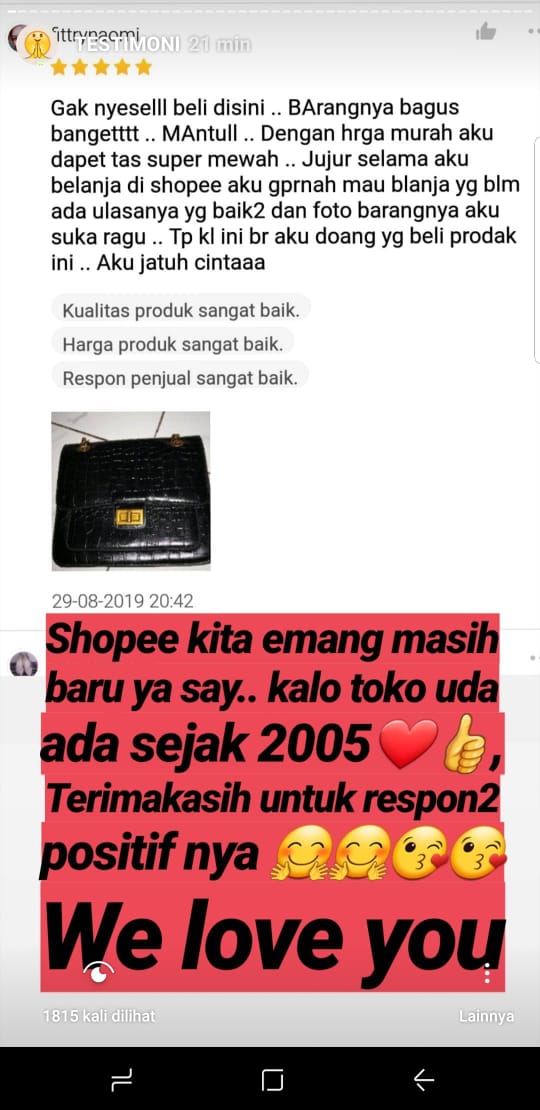 fittrynaomi
TESTIMONI 21 min
Gak nyeselll beli disini .. BArangnya bagus
bangetttt .. MAntull .. Dengan hrga murah aku
dapet tas super mewah .. Jujur selama aku
belanja di shopee aku gprnah mau blanja yg blm
ada ulasanya yg baik2 dan foto barangnya aku
suka ragu .. Tp kl ini br aku doang yg beli prodak
ini .. Aku jatuh cintaaa
Kualitas produk sangat baik.
Harga produk sangat baik.
Respon penjual sangat baik.
29-08-2019 20:42
Shopee kita emang masih
baru ya say.. kalo toko uda
ada sejak 2005❤️👍,
Terimakasih untuk respon2
positif nya 🤗🤗😘😘
We love you
1815 kali dilihat
Lainnya